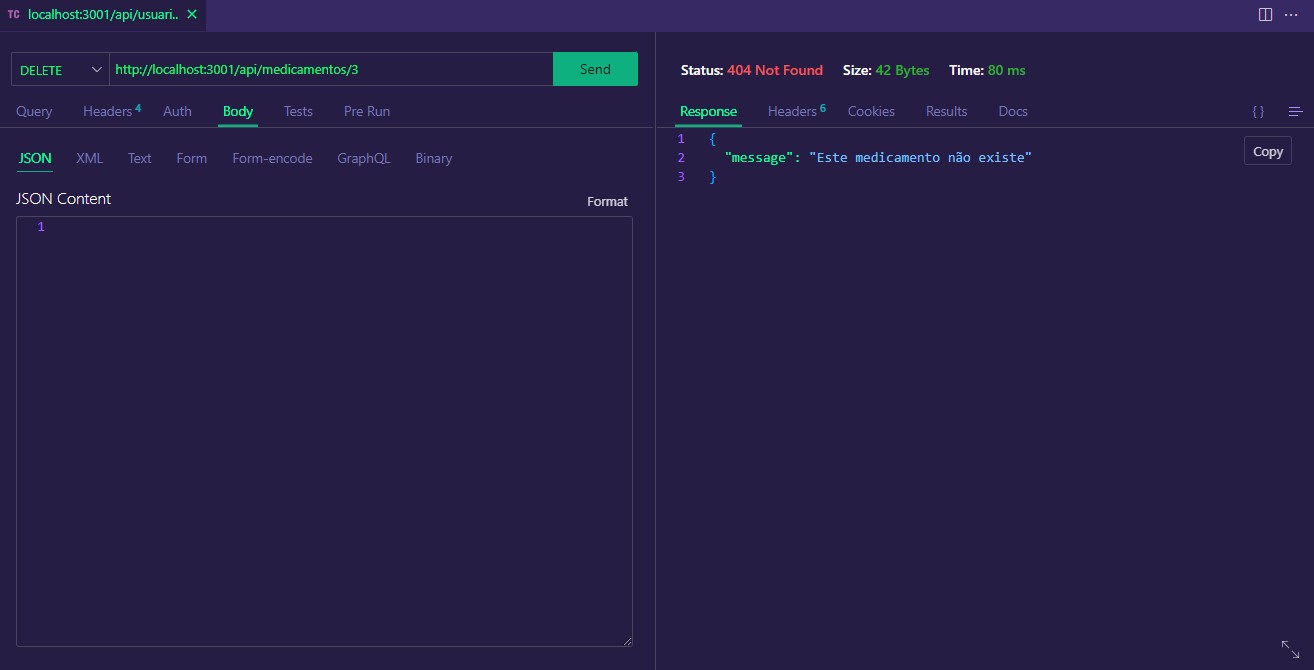 TC localhost:3001/api/usuari..
DELETE http://localhost:3001/api/medicamentos/3 Send
Query Headers 4 Auth Body Tests Pre Run
JSON XML Text Form Form-encode GraphQL Binary
JSON Content Format
1
Status: 404 Not Found Size: 42 Bytes Time: 80 ms
Response Headers 6 Cookies Results Docs { }
1 {
2 "message": "Este medicamento não existe"
3 }
Copy